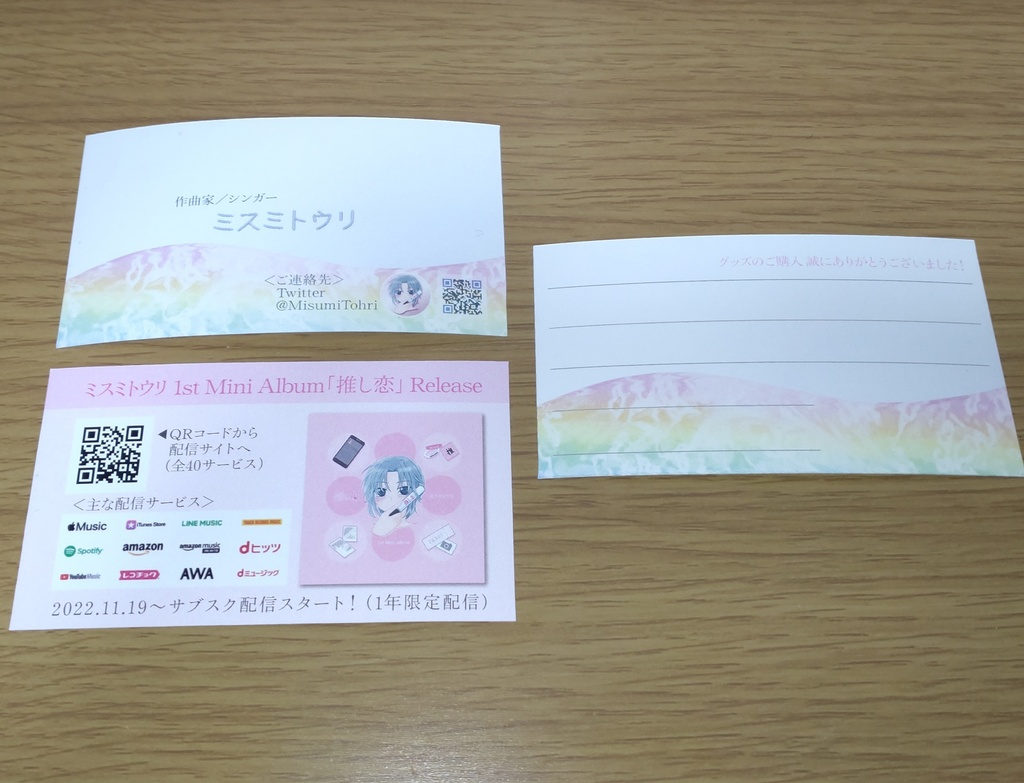 作曲家／シンガー
ミスミトウリ
＜ご連絡先＞
Twitter
@MisumiTohri
グッズのご購入 誠にありがとうございました！
ミスミトウリ 1st Mini Album「推し恋」 Release
◀QRコードから
配信サイトへ
（全40サービス）
＜主な配信サービス＞
Music iTunes Store LINE MUSIC
Spotify amazon amazon music dヒッツ
YouTube Music レコチョク AWA dミュージック
2022.11.19～サブスク配信スタート！（1年限定配信）